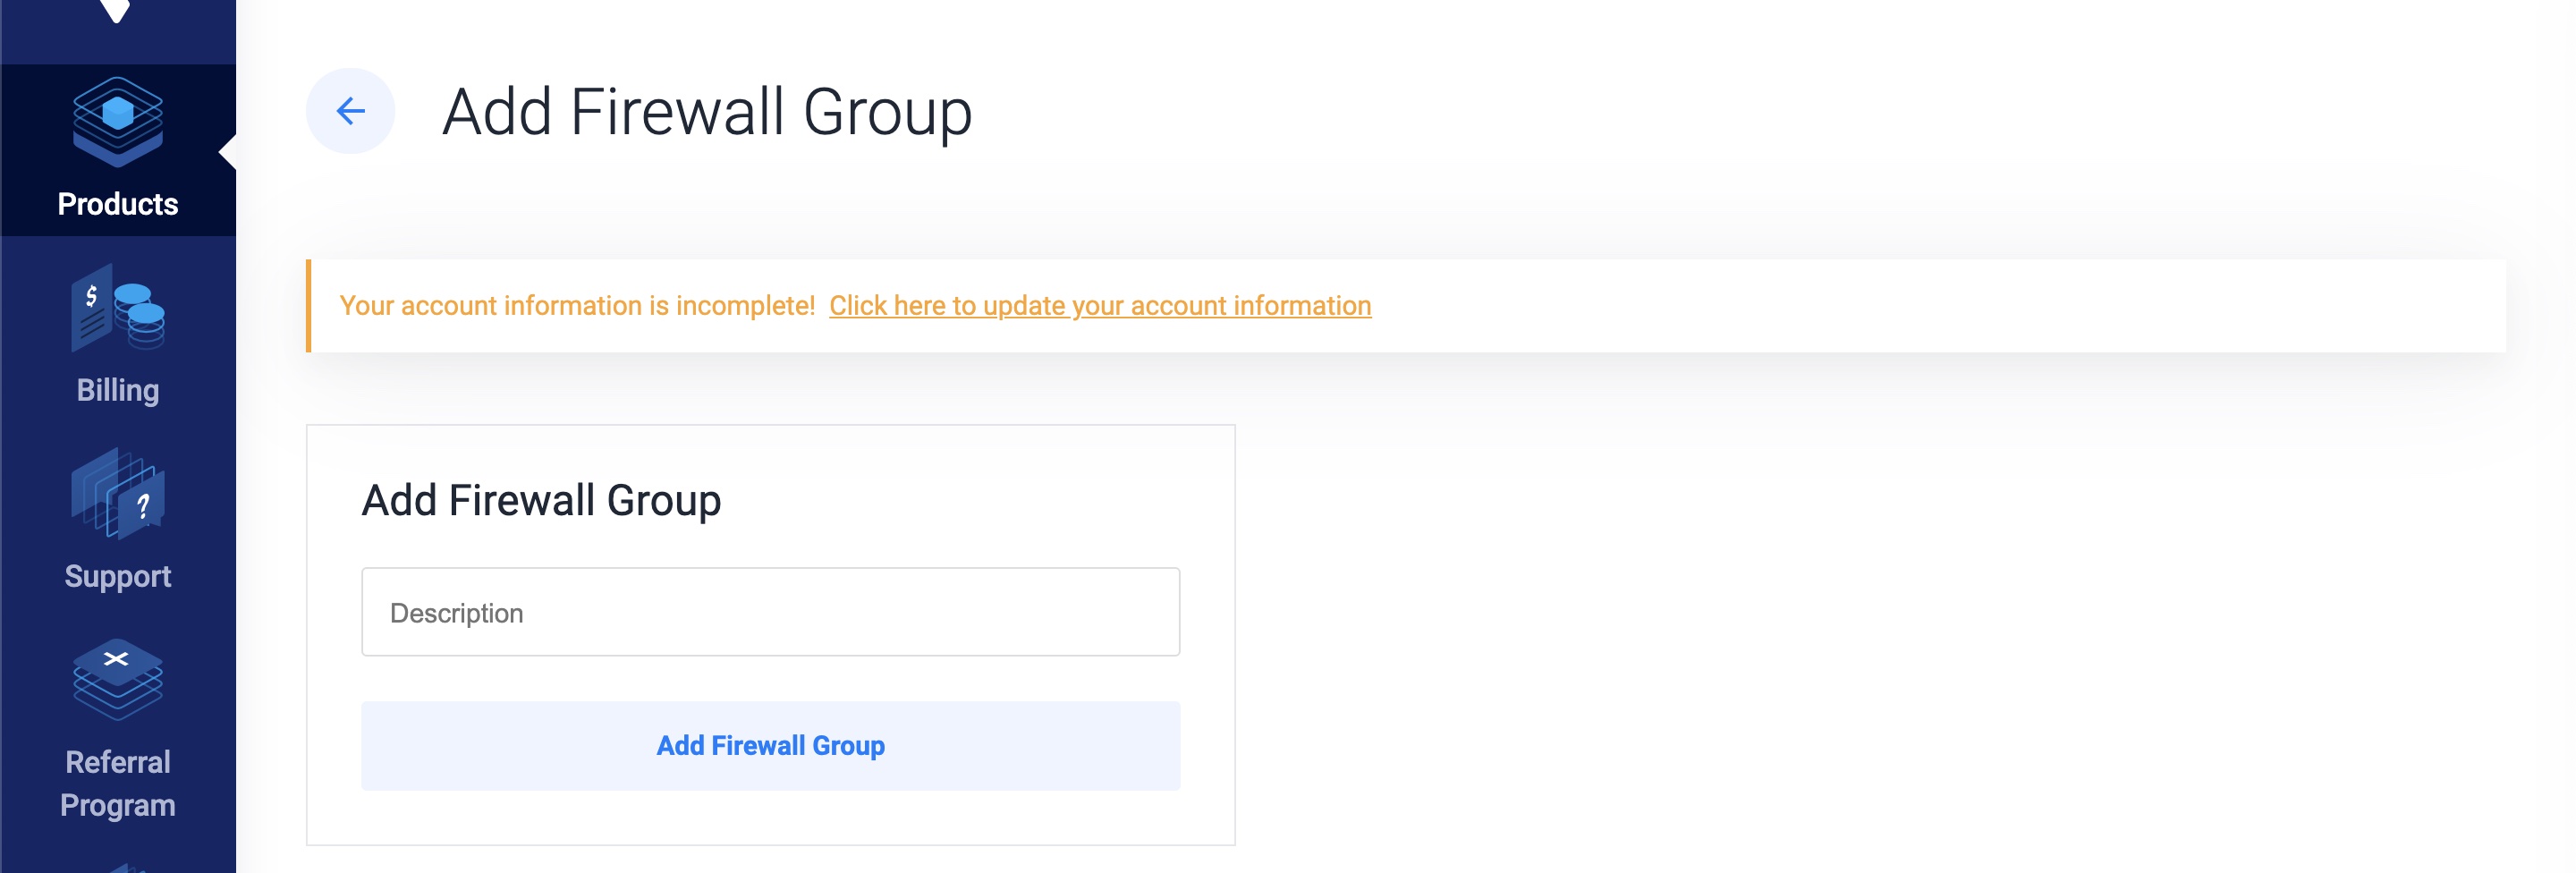 Products
Billing
Support
Referral
Program
Add Firewall Group
Your account information is incomplete! Click here to update your account information
Add Firewall Group
Description
Add Firewall Group